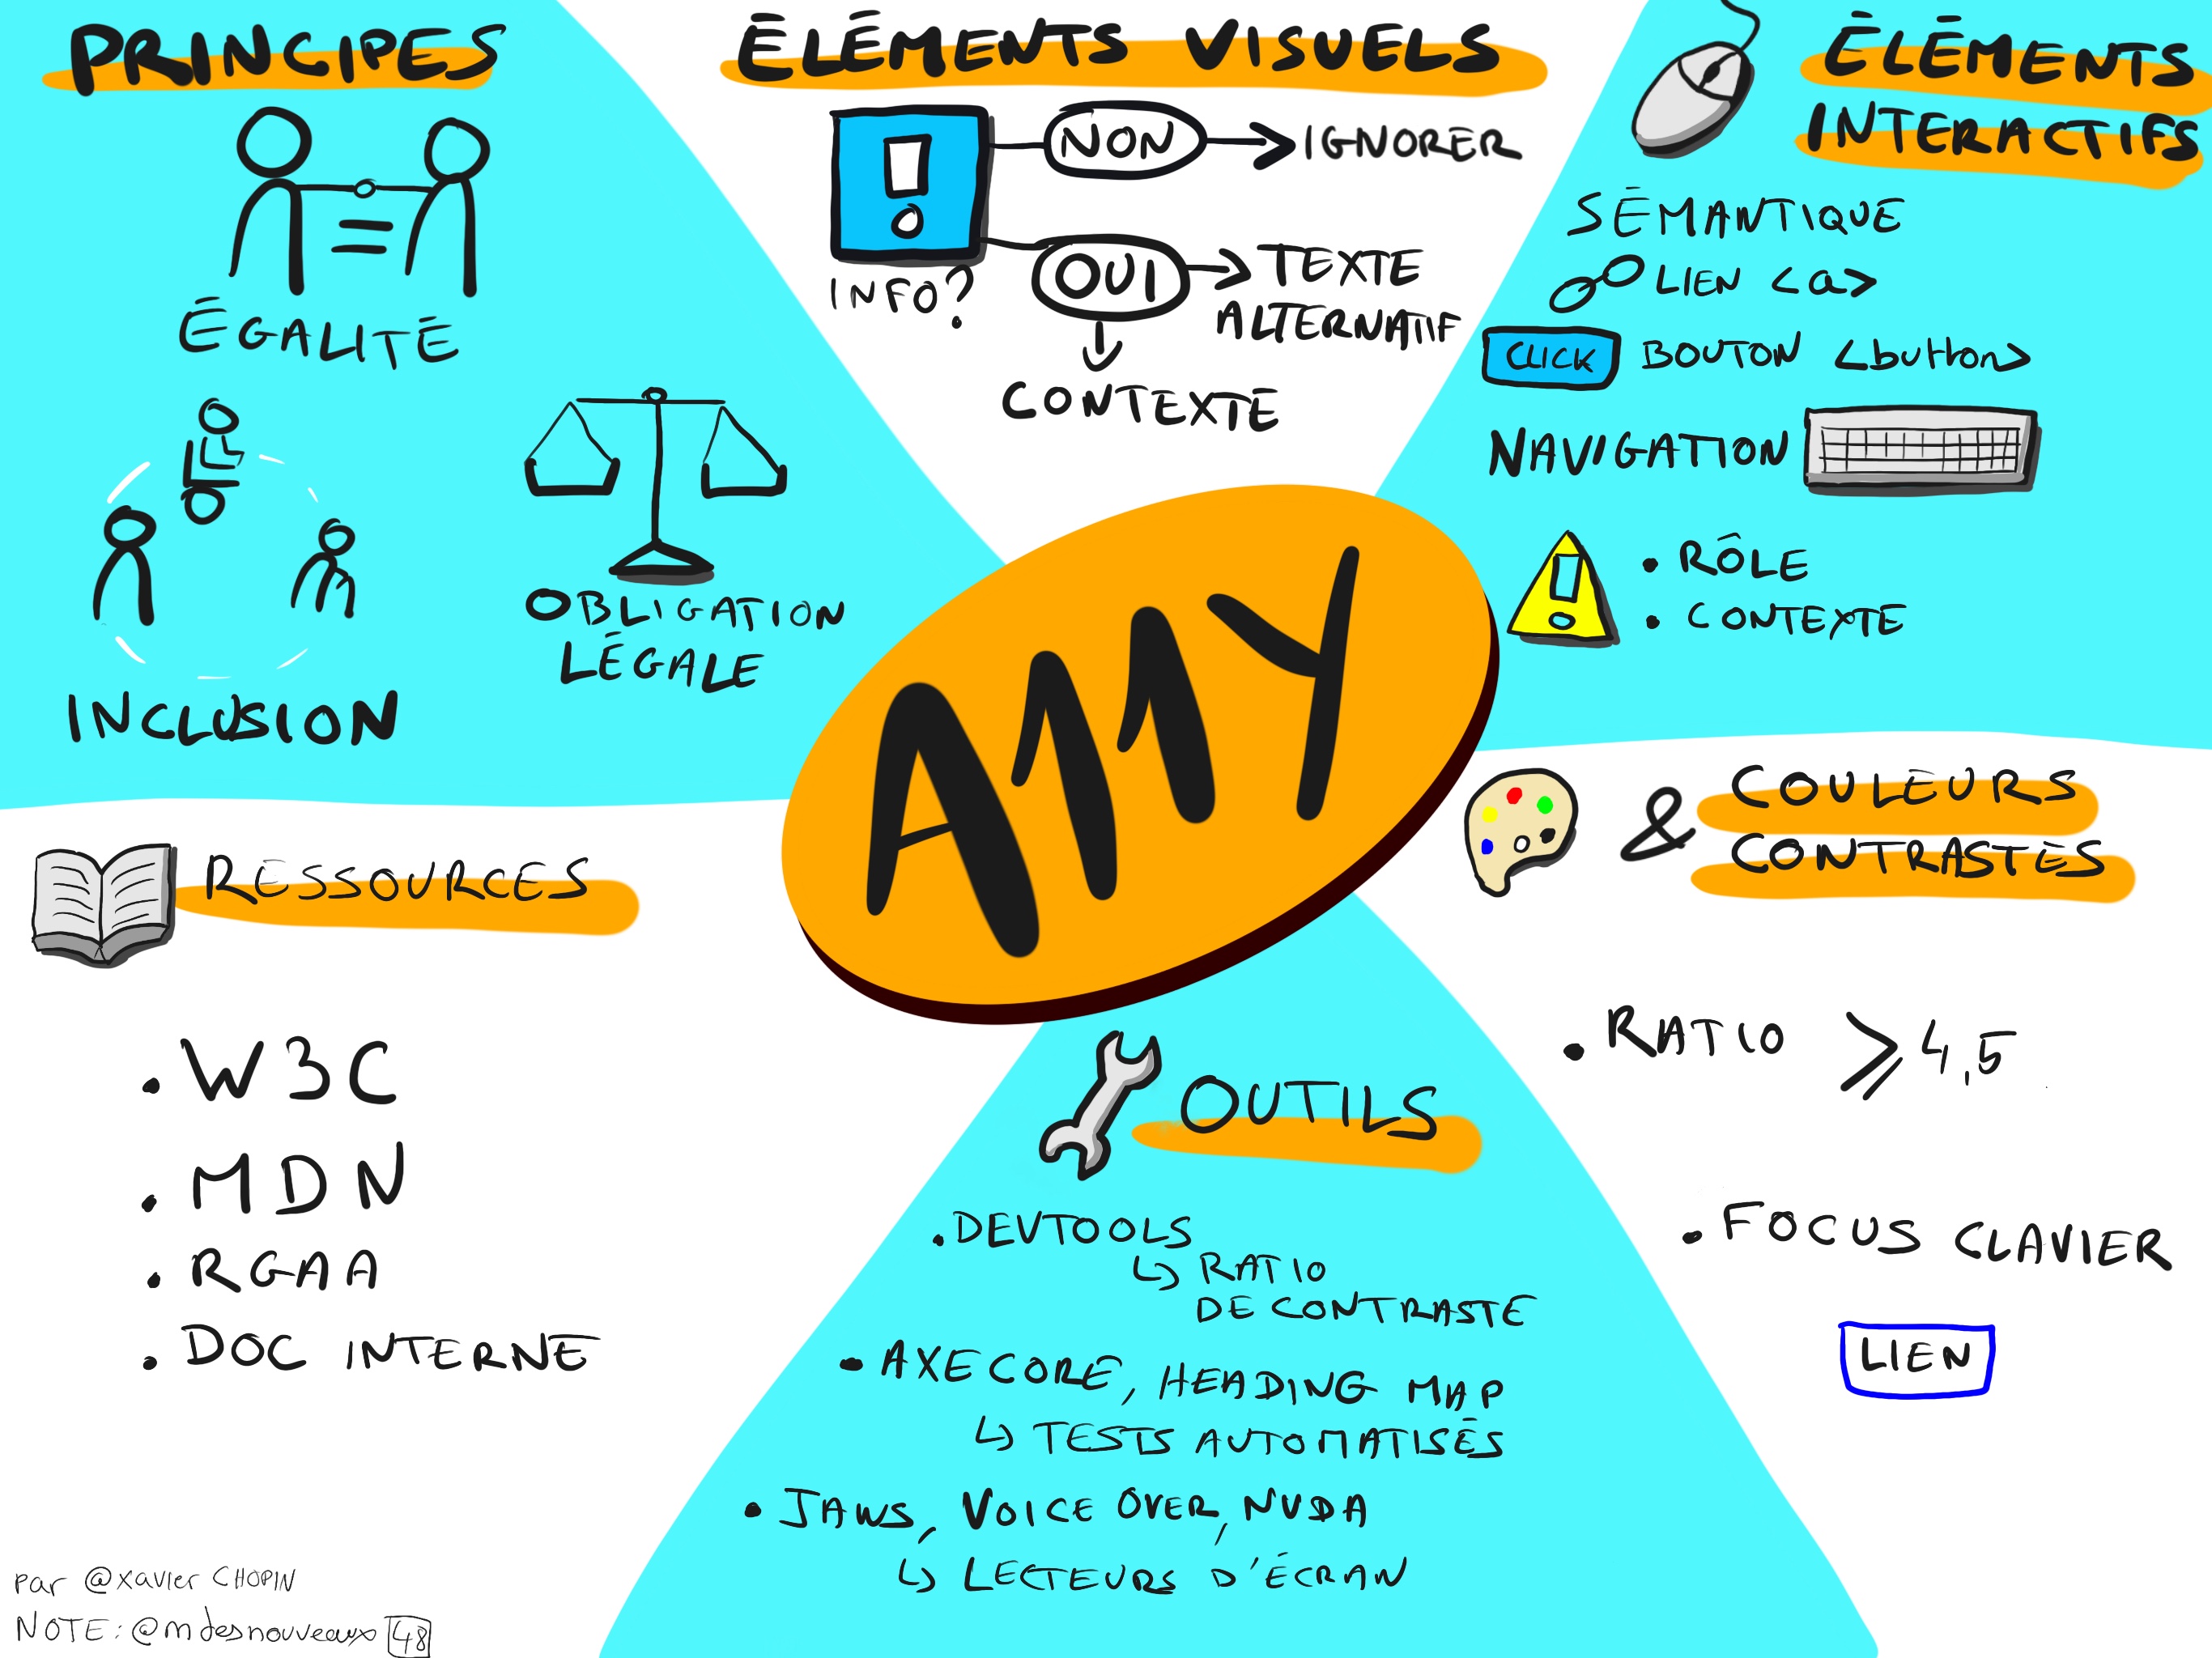 PRINCIPES
ÉGALITÉ
INCLUSION
OBLIGATION
LÉGALE
ÉLÉMENTS VISUELS
INFO?
NON
IGNORER
OUI
TEXTE
ALTERNATIF
CONTEXTE
ÉLÉMENTS
INTERACTIFS
SÉMANTIQUE
LIEN <a>
CLICK
BOUTON <button>
NAVIGATION
• RÔLE
• CONTEXTE
A11Y
& COULEURS
CONTRASTES
• RATIO ⩾ 4,5
• FOCUS CLAVIER
LIEN
OUTILS
• DEVTOOLS
↳ RATIO
DE CONTRASTE
• AXE CORE, HEADING MAP
↳ TESTS AUTOMATISÉS
• JAWS, VOICE OVER, NVDA
↳ LECTEURS D'ÉCRAN
RESSOURCES
• W3C
• MDN
• RGAA
• DOC INTERNE
par @xavier CHOPIN
NOTE: @mdesnouveaux 48